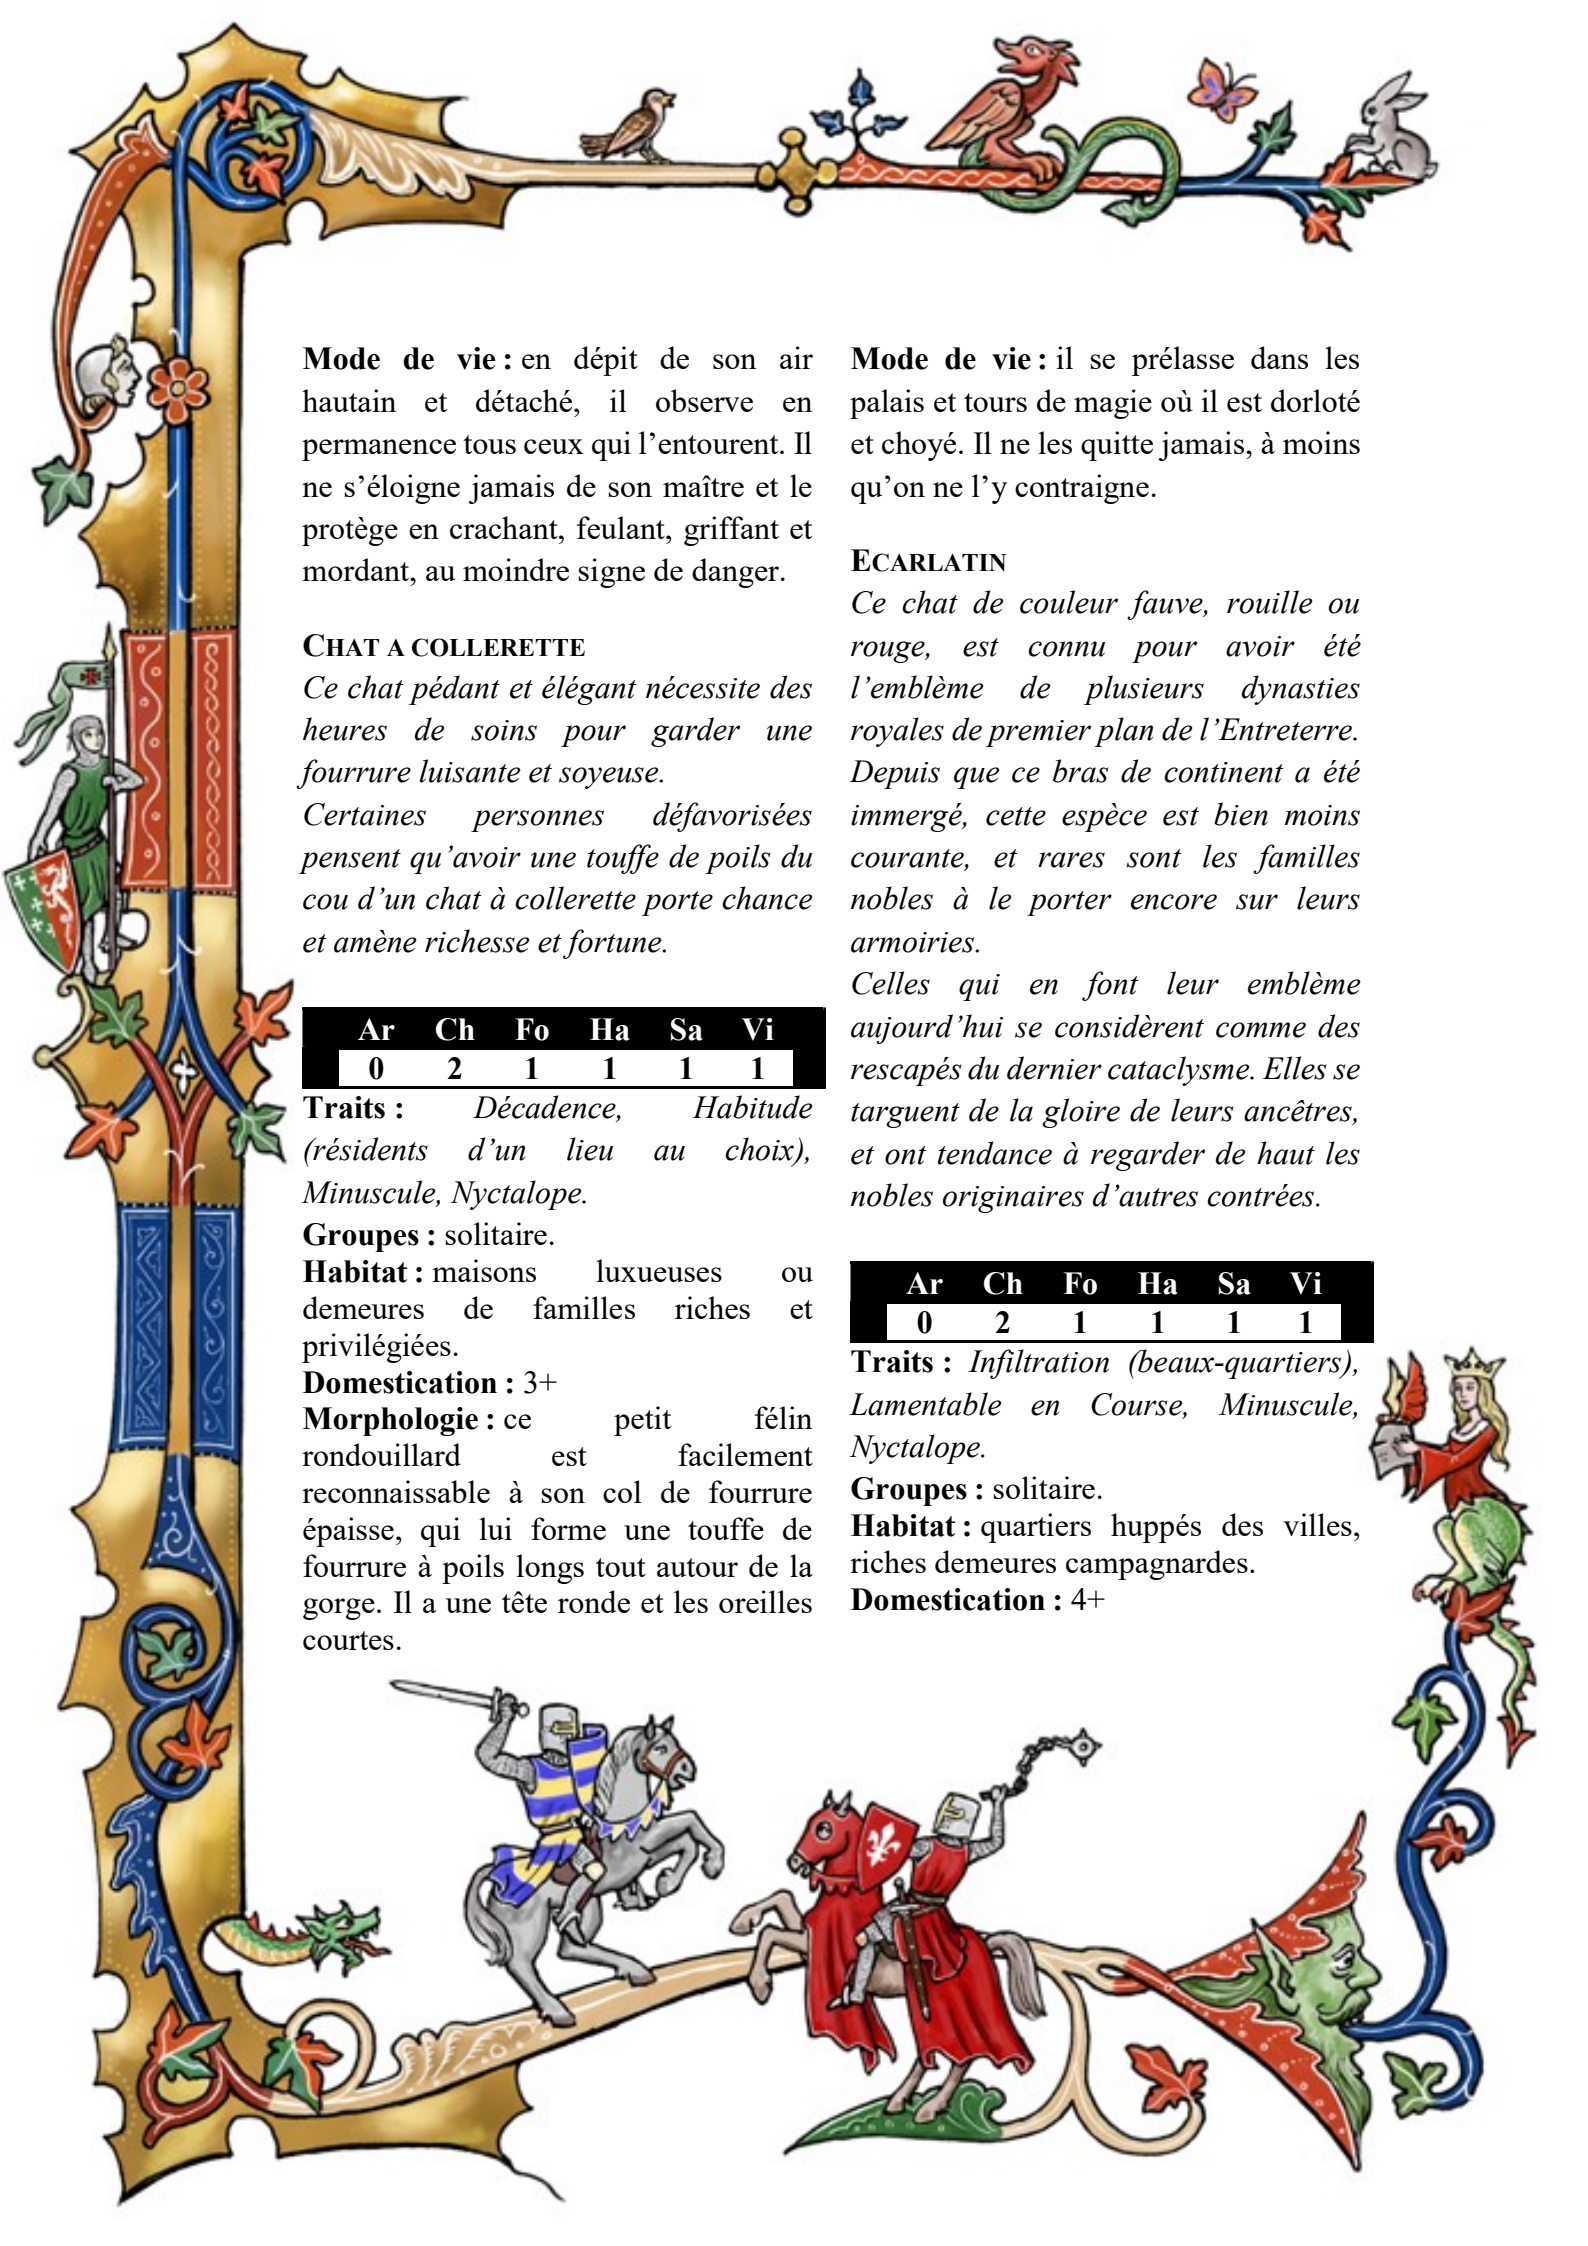 Mode de vie : en dépit de son air
hautain et détaché, il observe en
permanence tous ceux qui l’entourent. Il
ne s’éloigne jamais de son maître et le
protège en crachant, feulant, griffant et
mordant, au moindre signe de danger.
CHAT A COLLERETTE
Ce chat pédant et élégant nécessite des
heures de soins pour garder une
fourrure luisante et soyeuse.
Certaines personnes défavorisées
pensent qu’avoir une touffe de poils du
cou d’un chat à collerette porte chance
et amène richesse et fortune.
Ar Ch Fo Ha Sa Vi
0 2 1 1 1 1
Traits : Décadence, Habitude
(résidents d’un lieu au choix),
Minuscule, Nyctalope.
Groupes : solitaire.
Habitat : maisons luxueuses ou
demeures de familles riches et
privilégiées.
Domestication : 3+
Morphologie : ce petit félin
rondouillard est facilement
reconnaissable à son col de fourrure
épaisse, qui lui forme une touffe de
fourrure à poils longs tout autour de la
gorge. Il a une tête ronde et les oreilles
courtes.
Mode de vie : il se prélasse dans les
palais et tours de magie où il est dorloté
et choyé. Il ne les quitte jamais, à moins
qu’on ne l’y contraigne.
ECARLATIN
Ce chat de couleur fauve, rouille ou
rouge, est connu pour avoir été
l’emblème de plusieurs dynasties
royales de premier plan de l’Entreterre.
Depuis que ce bras de continent a été
immergé, cette espèce est bien moins
courante, et rares sont les familles
nobles à le porter encore sur leurs
armoiries.
Celles qui en font leur emblème
aujourd’hui se considèrent comme des
rescapés du dernier cataclysme. Elles se
targuent de la gloire de leurs ancêtres,
et ont tendance à regarder de haut les
nobles originaires d’autres contrées.
Ar Ch Fo Ha Sa Vi
0 2 1 1 1 1
Traits : Infiltration (beaux-quartiers),
Lamentable en Course, Minuscule,
Nyctalope.
Groupes : solitaire.
Habitat : quartiers huppés des villes,
riches demeures campagnardes.
Domestication : 4+